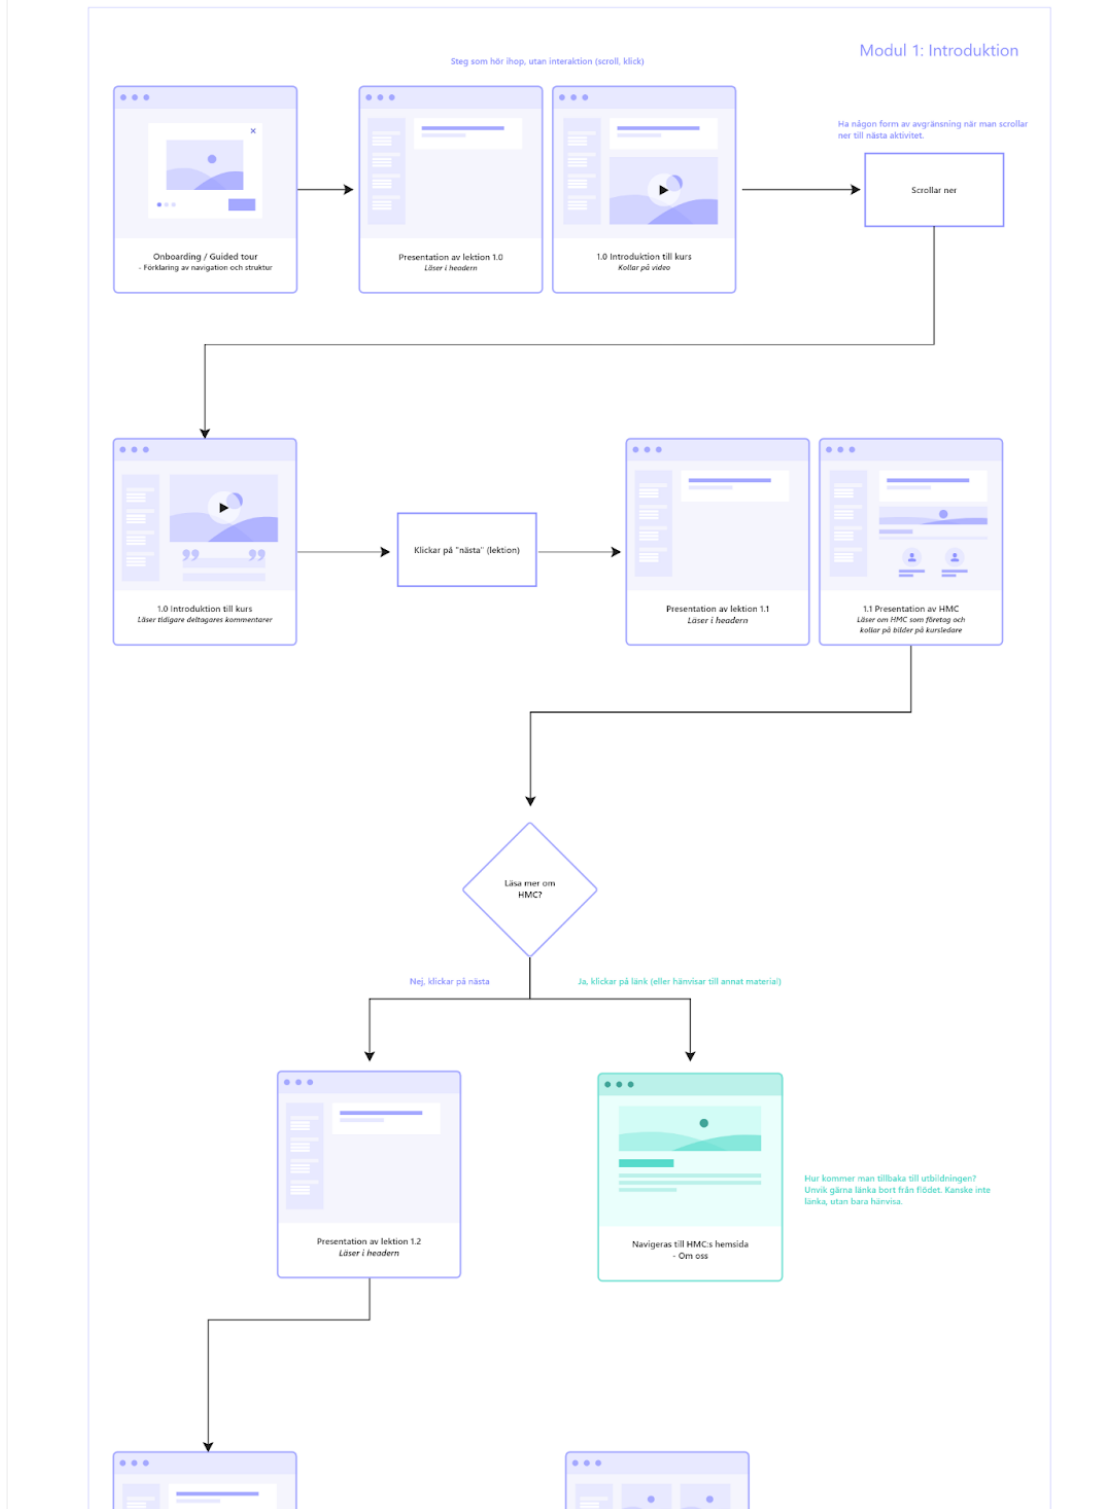 Modul 1: Introduktion
Steg som hör ihop, utan interaktion (scroll, klick)
Ha någon form av avgränsning när man scrollar
ner till nästa aktivitet.
Scrollar ner
Onboarding / Guided tour
- Förklaring av navigation och struktur
Presentation av lektion 1.0
Läser i headern
1.0 Introduktion till kurs
Kollar på video
1.0 Introduktion till kurs
Läser tidigare deltagares kommentarer
Klickar på "nästa" (lektion)
Presentation av lektion 1.1
Läser i headern
1.1 Presentation av HMC
Läser om HMC som företag och
kollar på bilder på kursledare
Läsa mer om
HMC?
Nej, klickar på nästa
Ja, klickar på länk (eller hänvisar till annat material)
Presentation av lektion 1.2
Läser i headern
Navigeras till HMC:s hemsida
- Om oss
Hur kommer man tillbaka till utbildningen?
Unvik gärna länka bort från flödet. Kanske inte
länka, utan bara hänvisa.